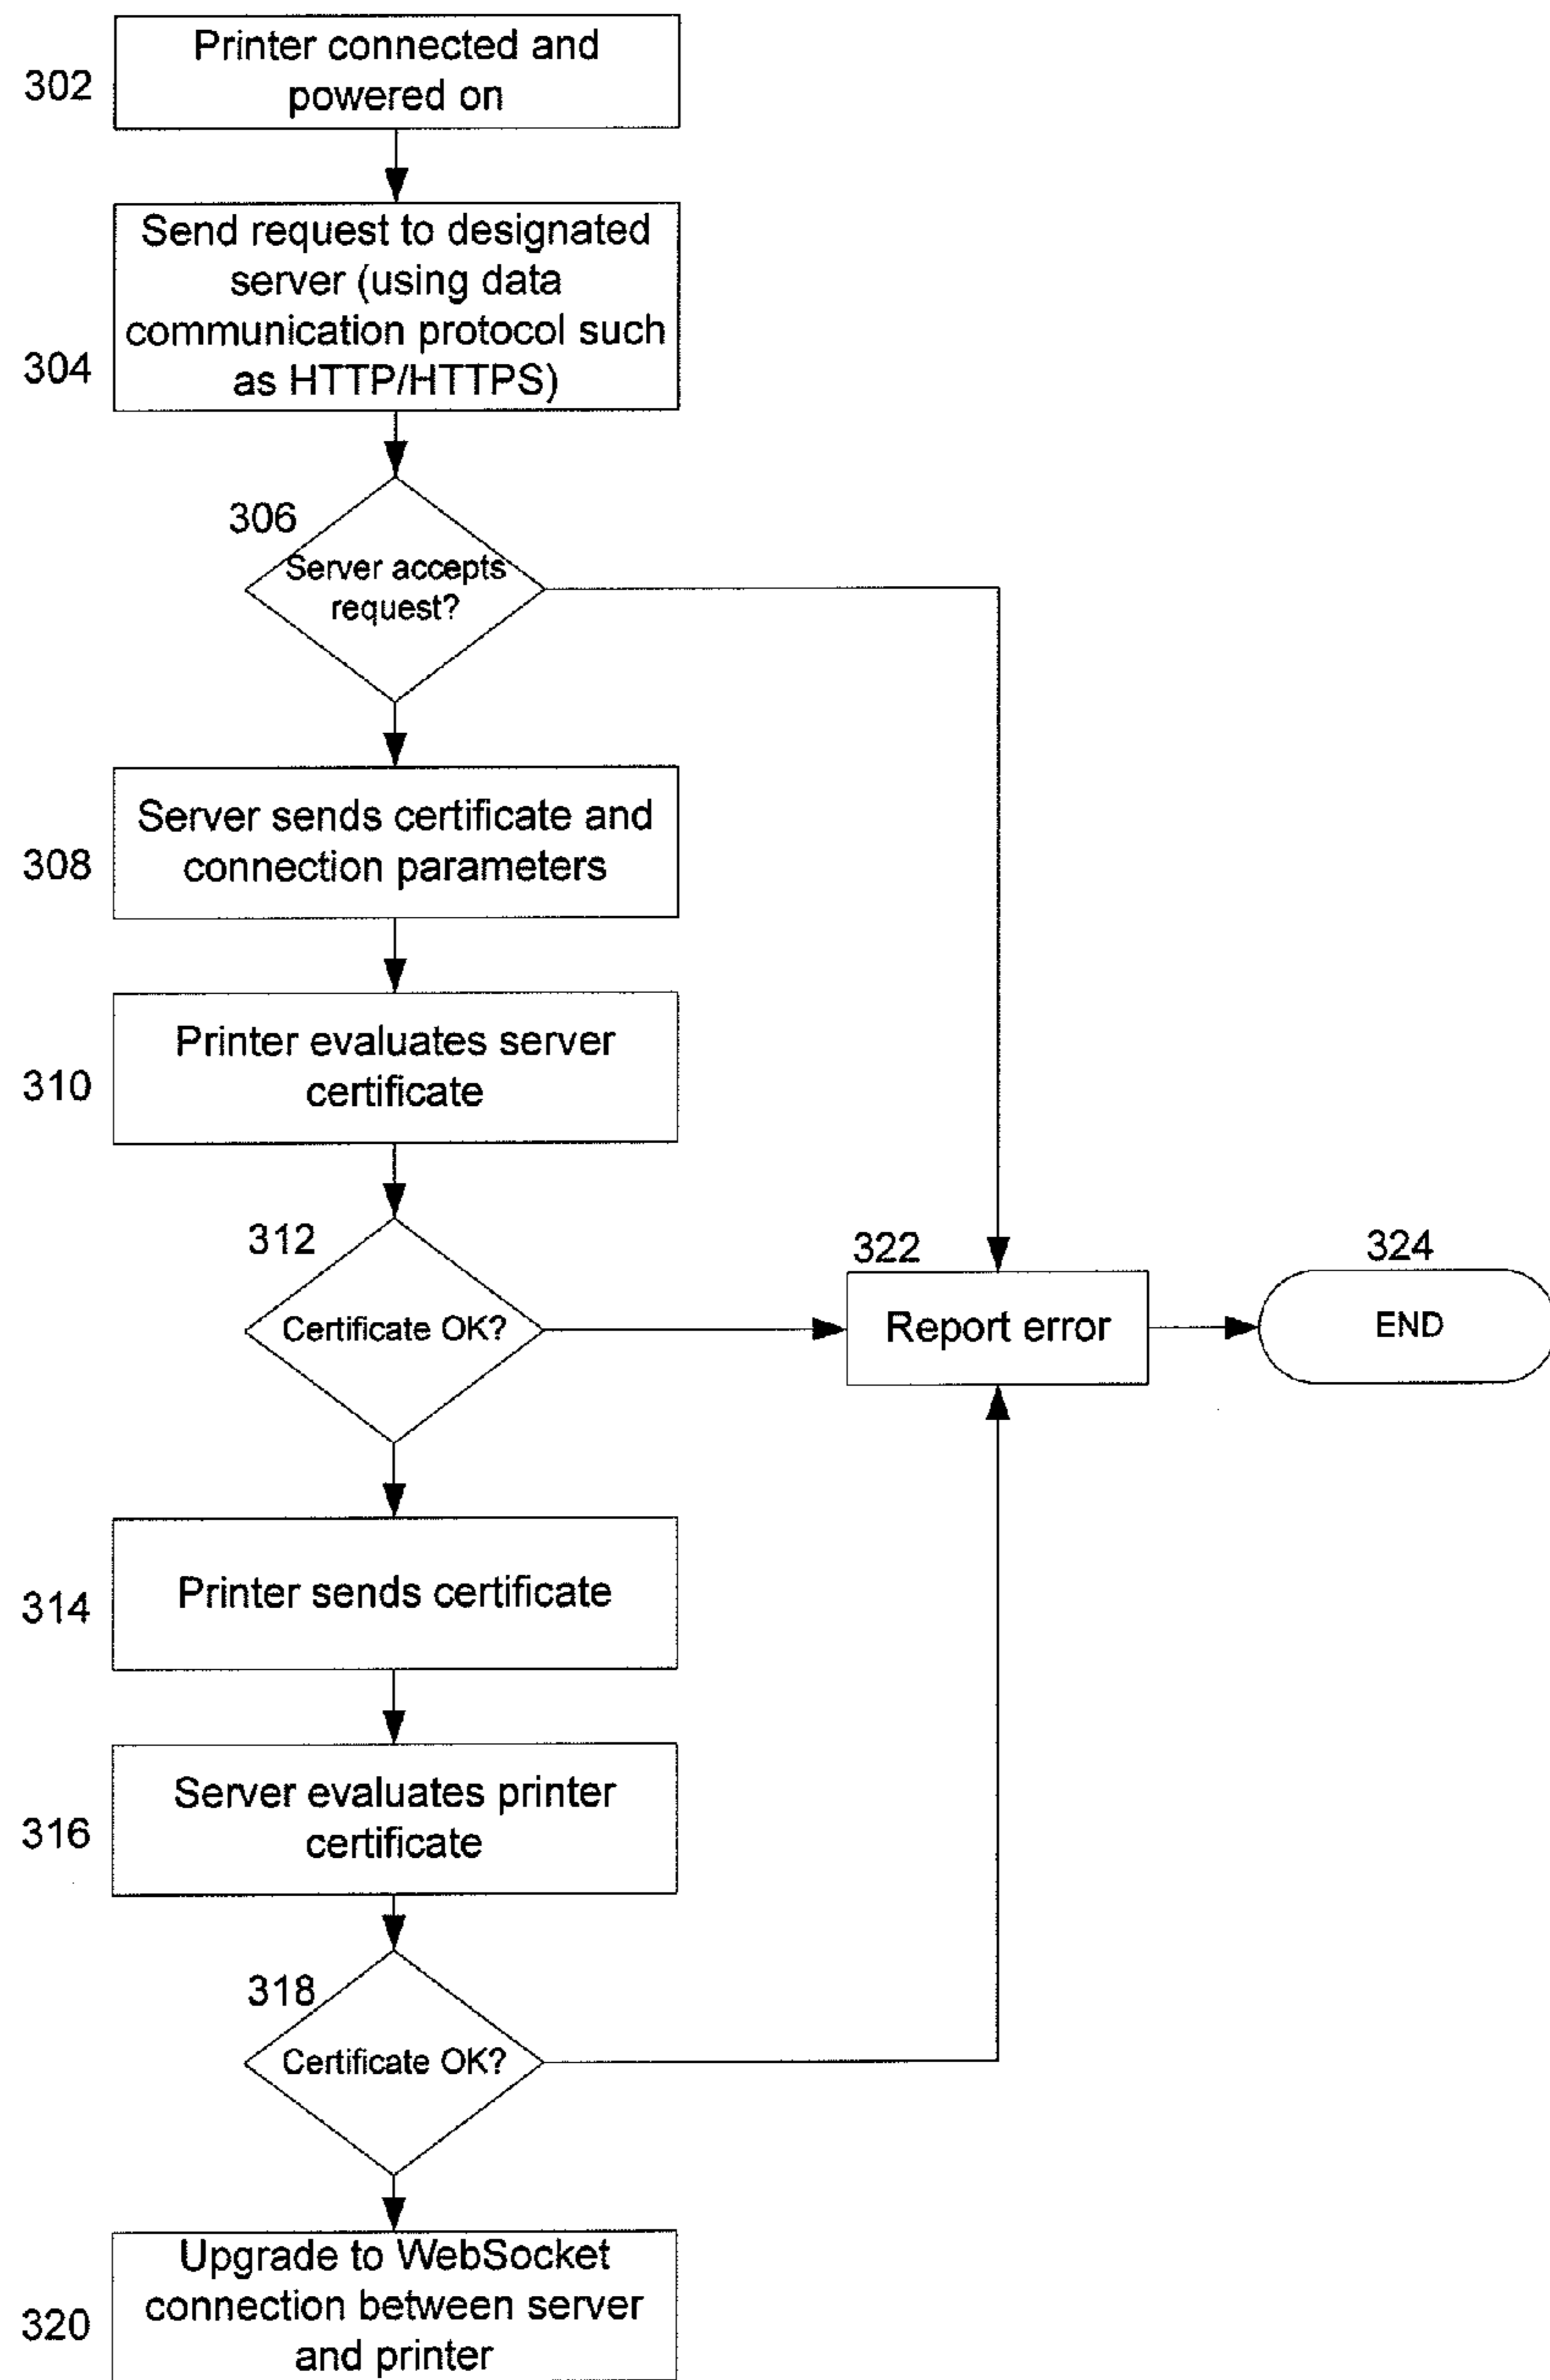 302
Printer connected and
powered on
304
Send request to designated
server (using data
communication protocol such
as HTTP/HTTPS)
306
Server accepts
request?
308
Server sends certificate and
connection parameters
310
Printer evaluates server
certificate
312
Certificate OK?
322
Report error
324
END
314
Printer sends certificate
316
Server evaluates printer
certificate
318
Certificate OK?
320
Upgrade to WebSocket
connection between server
and printer